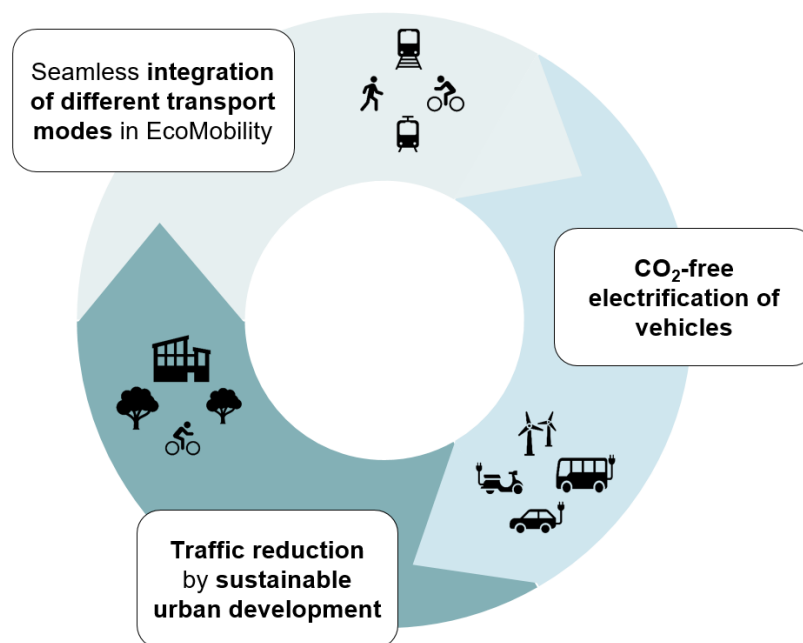 Seamless integration
of different transport
modes in EcoMobility
CO₂-free
electrification of
vehicles
Traffic reduction
by sustainable
urban development